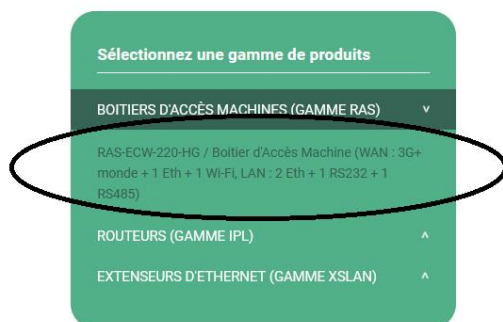 Sélectionnez une gamme de produits
BOITIERS D'ACCÈS MACHINES (GAMME RAS) ˅
RAS-ECW-220-HG / Boitier d'Accès Machine (WAN : 3G+
monde + 1 Eth + 1 Wi-Fi, LAN : 2 Eth + 1 RS232 + 1
RS485)
ROUTEURS (GAMME IPL) ˄
EXTENSEURS D'ETHERNET (GAMME XSLAN) ˄